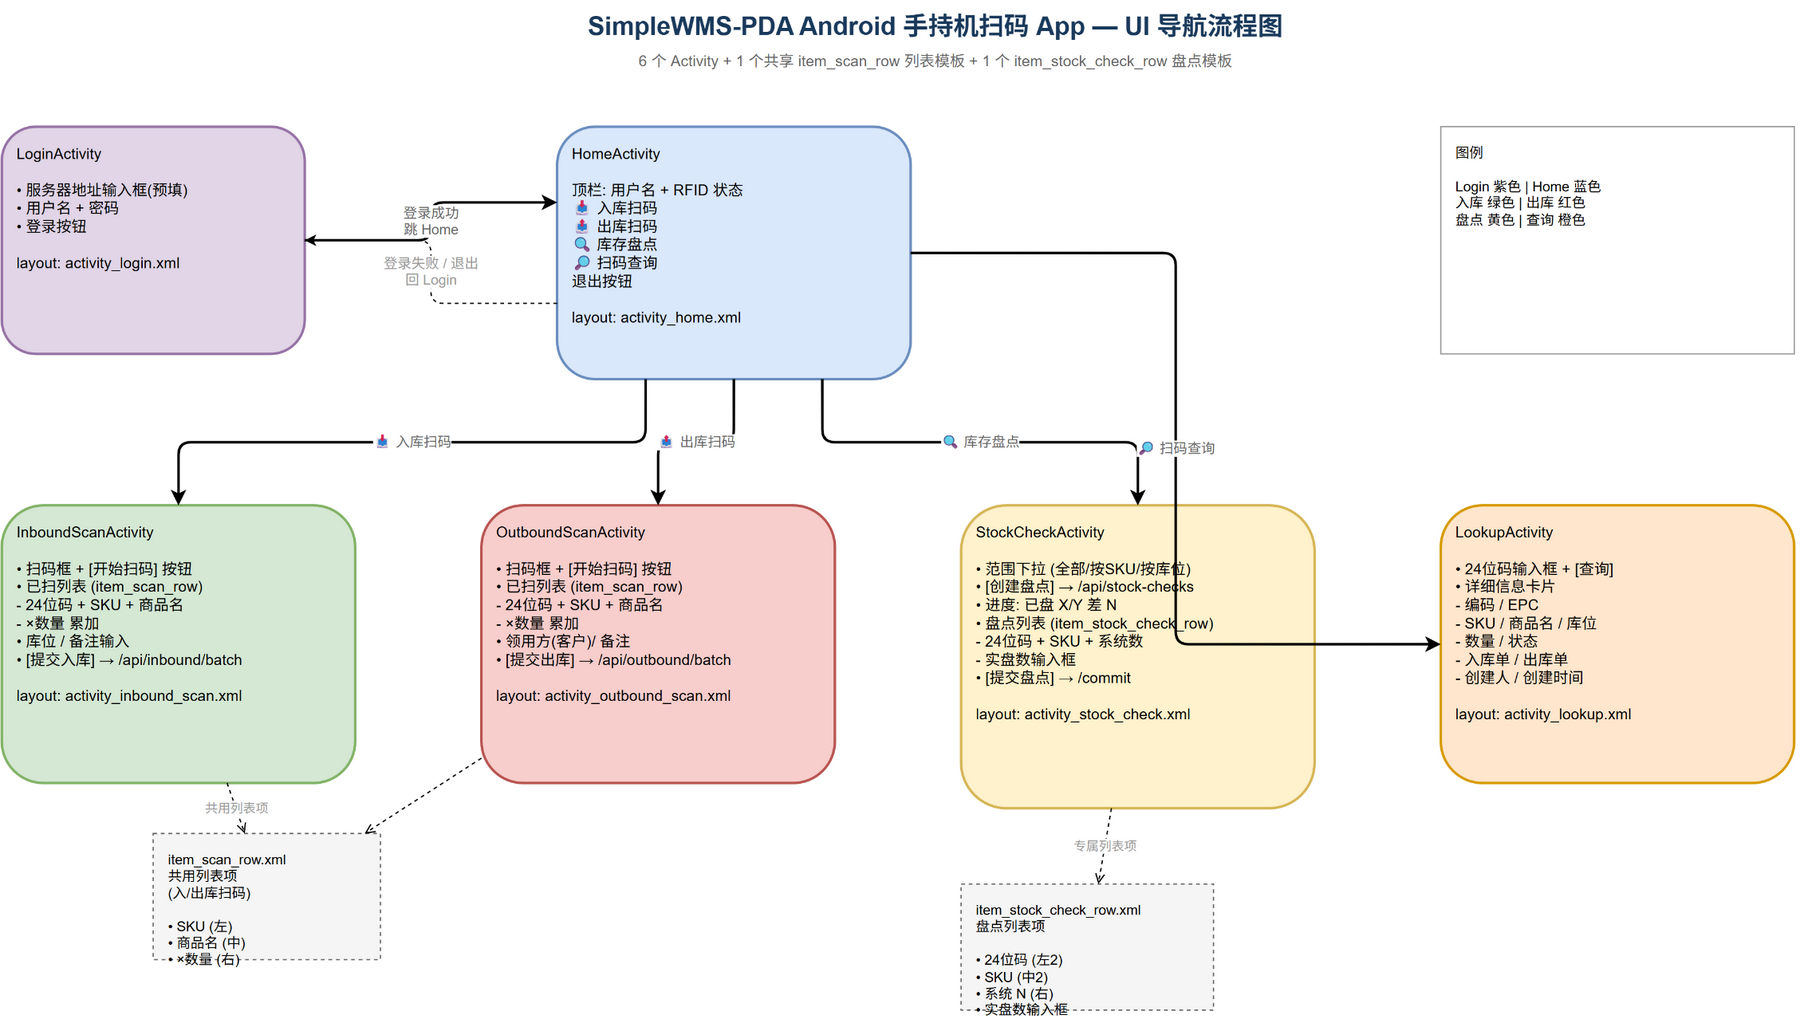 SimpleWMS-PDA Android 手持机扫码 App — UI 导航流程图
6 个 Activity + 1 个共享 item_scan_row 列表模板 + 1 个 item_stock_check_row 盘点模板
LoginActivity
• 服务器地址输入框(预填)
• 用户名 + 密码
• 登录按钮
layout: activity_login.xml
登录成功
跳 Home
登录失败 / 退出
回 Login
HomeActivity
顶栏: 用户名 + RFID 状态
📥 入库扫码
📤 出库扫码
🔍 库存盘点
🔎 扫码查询
退出按钮
layout: activity_home.xml
图例
Login 紫色 | Home 蓝色
入库 绿色 | 出库 红色
盘点 黄色 | 查询 橙色
📥 入库扫码
📤 出库扫码
🔍 库存盘点
🔎 扫码查询
InboundScanActivity
• 扫码框 + [开始扫码] 按钮
• 已扫列表 (item_scan_row)
- 24位码 + SKU + 商品名
- ×数量 累加
• 库位 / 备注输入
• [提交入库] → /api/inbound/batch
layout: activity_inbound_scan.xml
OutboundScanActivity
• 扫码框 + [开始扫码] 按钮
• 已扫列表 (item_scan_row)
- 24位码 + SKU + 商品名
- ×数量 累加
• 领用方(客户)/ 备注
• [提交出库] → /api/outbound/batch
layout: activity_outbound_scan.xml
StockCheckActivity
• 范围下拉 (全部/按SKU/按库位)
• [创建盘点] → /api/stock-checks
• 进度: 已盘 X/Y 差 N
• 盘点列表 (item_stock_check_row)
- 24位码 + SKU + 系统数
- 实盘数输入框
• [提交盘点] → /commit
layout: activity_stock_check.xml
LookupActivity
• 24位码输入框 + [查询]
• 详细信息卡片
- 编码 / EPC
- SKU / 商品名 / 库位
- 数量 / 状态
- 入库单 / 出库单
- 创建人 / 创建时间
layout: activity_lookup.xml
共用列表项
item_scan_row.xml
共用列表项
(入/出库扫码)
• SKU (左)
• 商品名 (中)
• ×数量 (右)
专属列表项
item_stock_check_row.xml
盘点列表项
• 24位码 (左2)
• SKU (中2)
• 系统 N (右)
• 实盘数输入框